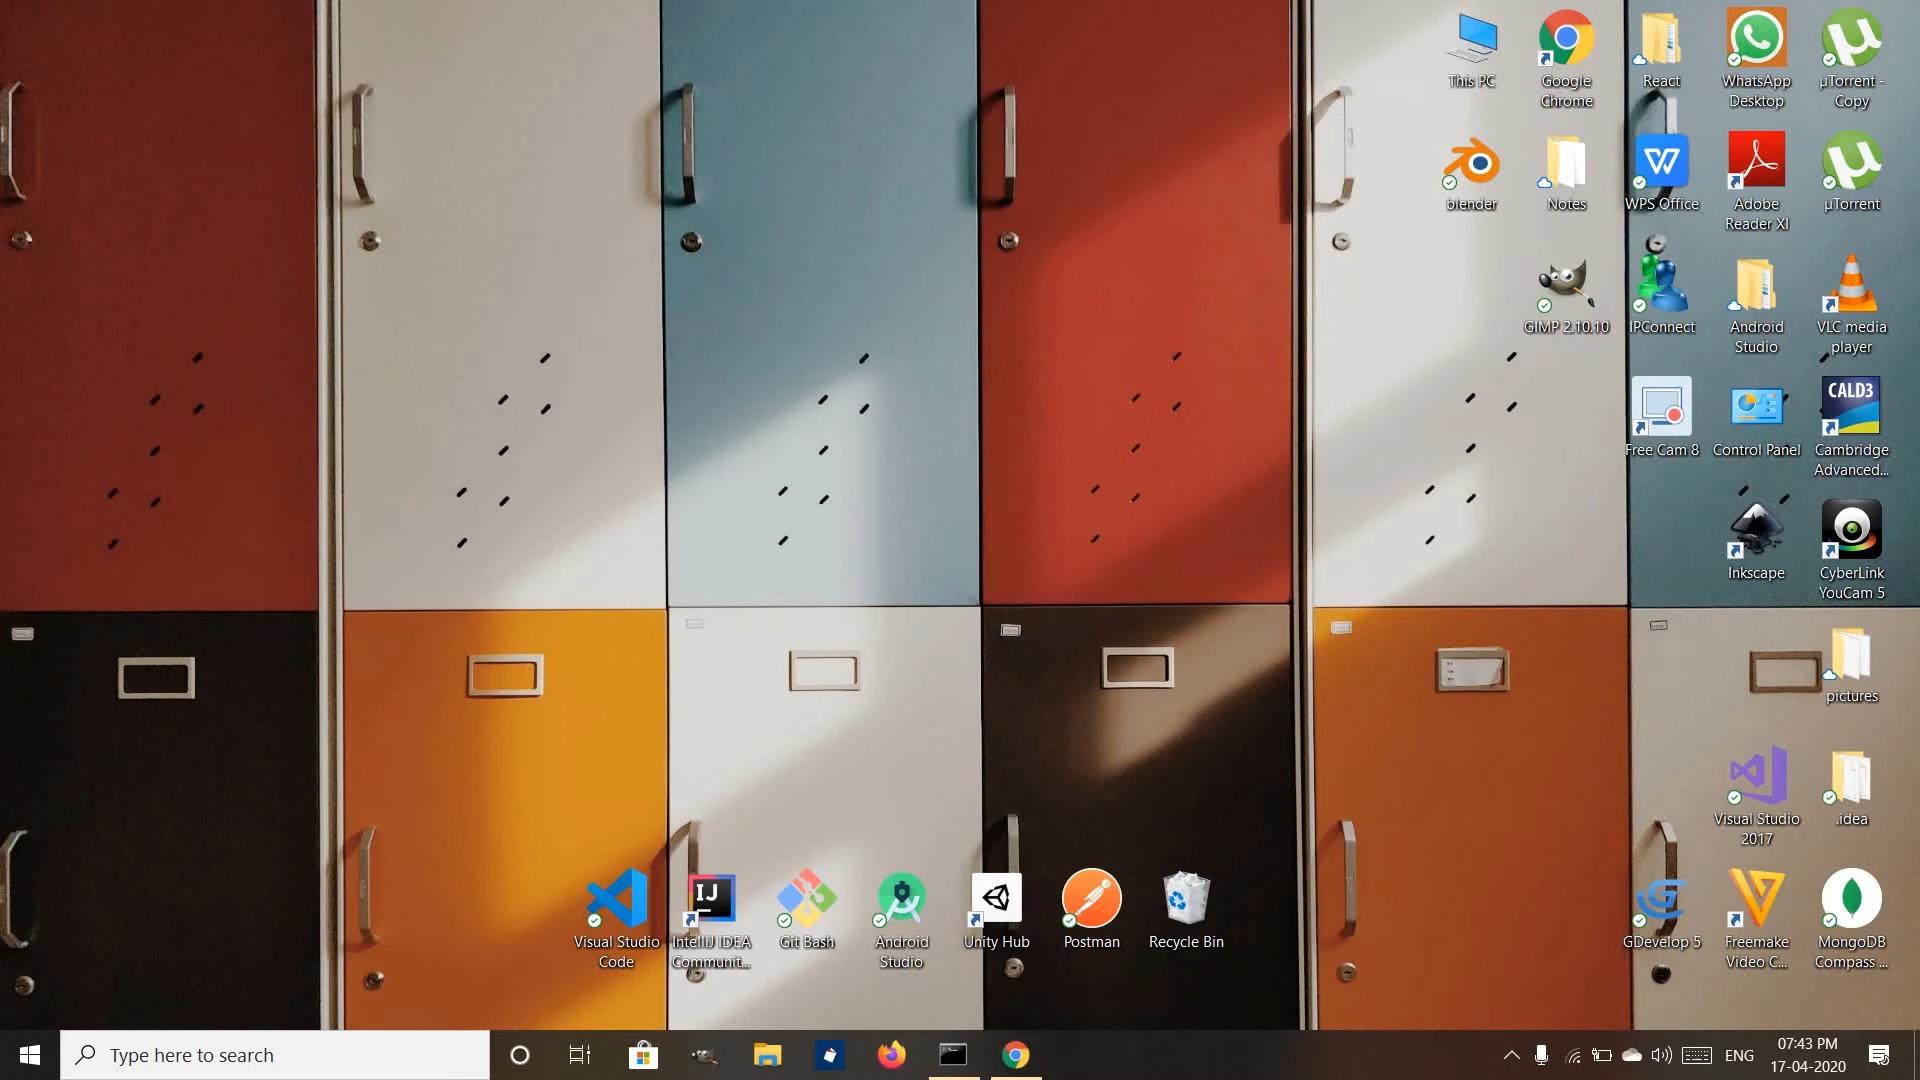 This PC
Google
Chrome
React
WhatsApp
Desktop
µTorrent -
Copy
blender
Notes
WPS Office
Adobe
Reader XI
µTorrent
GIMP 2.10.10
IPConnect
Android
Studio
VLC media
player
CALD3
Free Cam 8
Control Panel
Cambridge
Advanced...
Inkscape
CyberLink
YouCam 5
pictures
Visual Studio
2017
.idea
IJ
Visual Studio
Code
IntelliJ IDEA
Communit...
Git Bash
Android
Studio
Unity Hub
Postman
Recycle Bin
GDevelop 5
Freemake
Video C...
MongoDB
Compass ...
Type here to search
ENG
07:43 PM
17-04-2020